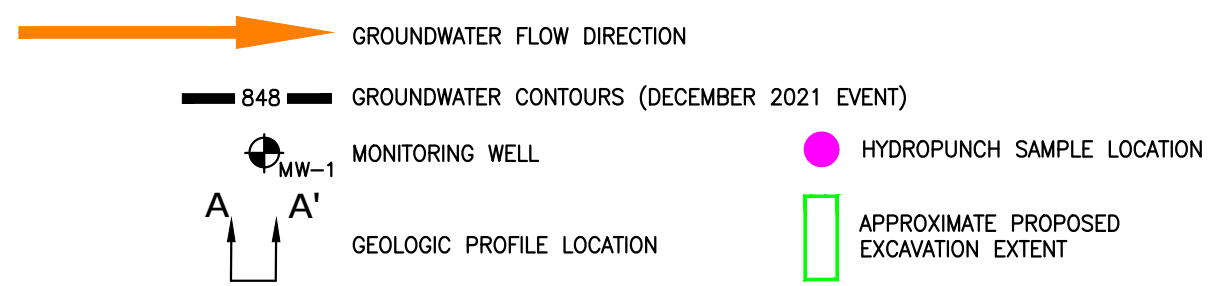 GROUNDWATER FLOW DIRECTION
848 GROUNDWATER CONTOURS (DECEMBER 2021 EVENT)
MW-1 MONITORING WELL
A A' GEOLOGIC PROFILE LOCATION
HYDROPUNCH SAMPLE LOCATION
APPROXIMATE PROPOSED
EXCAVATION EXTENT